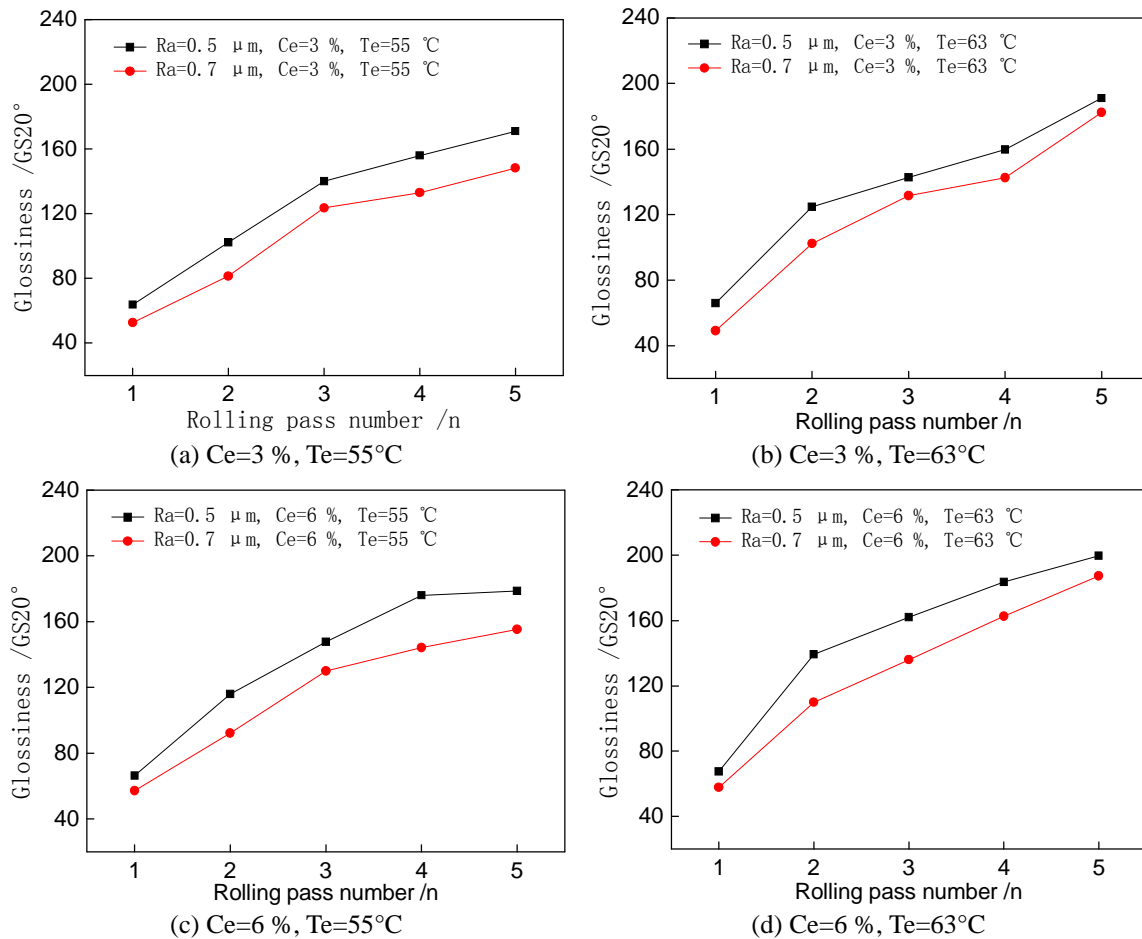 240
200
160
120
80
40
Glossiness /GS20°
Ra=0.5 μm, Ce=3 %, Te=55 ℃
Ra=0.7 μm, Ce=3 %, Te=55 ℃
1 2 3 4 5
Rolling pass number /n
(a) Ce=3 %, Te=55°C
240
200
160
120
80
40
Glossiness /GS20°
Ra=0.5 μm, Ce=3 %, Te=63 ℃
Ra=0.7 μm, Ce=3 %, Te=63 ℃
1 2 3 4 5
Rolling pass number /n
(b) Ce=3 %, Te=63°C
240
200
160
120
80
40
Glossiness /GS20°
Ra=0.5 μm, Ce=6 %, Te=55 ℃
Ra=0.7 μm, Ce=6 %, Te=55 ℃
1 2 3 4 5
Rolling pass number /n
(c) Ce=6 %, Te=55°C
240
200
160
120
80
40
Glossiness /GS20°
Ra=0.5 μm, Ce=6 %, Te=63 ℃
Ra=0.7 μm, Ce=6 %, Te=63 ℃
1 2 3 4 5
Rolling pass number /n
(d) Ce=6 %, Te=63°C